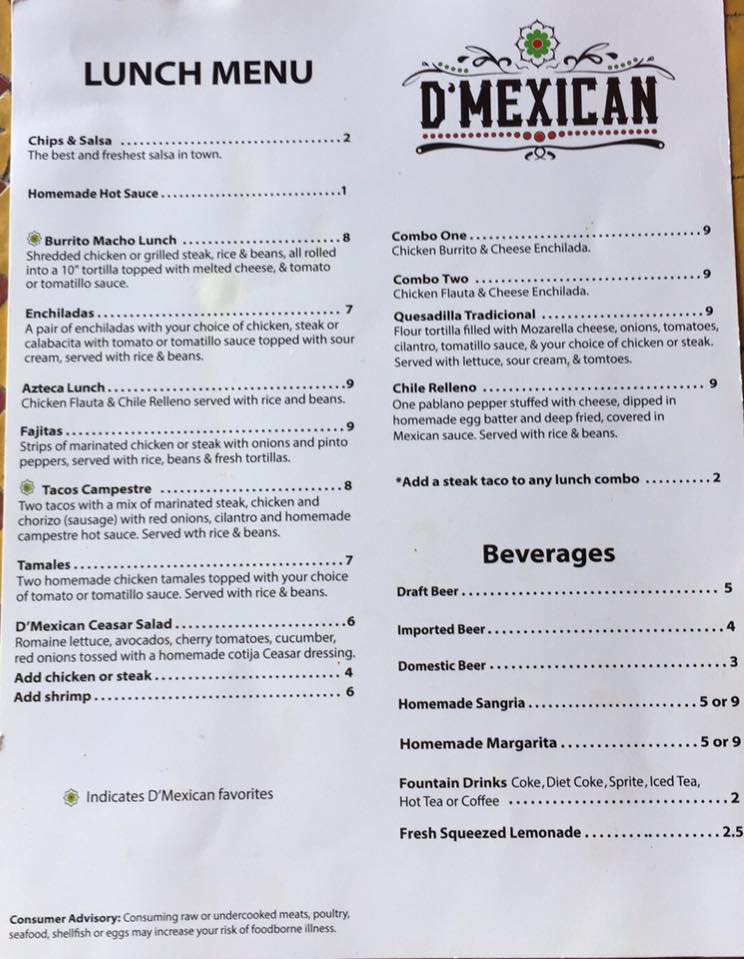 LUNCH MENU
Chips & Salsa ................................... 2
The best and freshest salsa in town.
Homemade Hot Sauce ............................. 1
Burrito Macho Lunch ......................... 8
Shredded chicken or grilled steak, rice & beans, all rolled
into a 10" tortilla topped with melted cheese, & tomato
or tomatillo sauce.
Enchiladas ........................................ 7
A pair of enchiladas with your choice of chicken, steak or
calabacita with tomato or tomatillo sauce topped with sour
cream, served with rice & beans.
Azteca Lunch ...................................... 9
Chicken Flauta & Chile Relleno served with rice and beans.
Fajitas ............................................. 9
Strips of marinated chicken or steak with onions and pinto
peppers, served with rice, beans & fresh tortillas.
Tacos Campestre ............................. 8
Two tacos with a mix of marinated steak, chicken and
chorizo (sausage) with red onions, cilantro and homemade
campestre hot sauce. Served wth rice & beans.
Tamales ........................................... 7
Two homemade chicken tamales topped with your choice
of tomato or tomatillo sauce. Served with rice & beans.
D'Mexican Ceasar Salad ........................... 6
Romaine lettuce, avocados, cherry tomatoes, cucumber,
red onions tossed with a homemade cotija Ceasar dressing.
Add chicken or steak .............................. 4
Add shrimp ........................................ 6
Indicates D'Mexican favorites
Consumer Advisory: Consuming raw or undercooked meats, poultry,
seafood, shellfish or eggs may increase your risk of foodborne illness.
D'MEXICAN
Combo One ..................................... 9
Chicken Burrito & Cheese Enchilada.
Combo Two .................................... 9
Chicken Flauta & Cheese Enchilada.
Quesadilla Tradicional ......................... 9
Flour tortilla filled with Mozarella cheese, onions, tomatoes,
cilantro, tomatillo sauce, & your choice of chicken or steak.
Served with lettuce, sour cream, & tomtoes.
Chile Relleno ................................... 9
One pablano pepper stuffed with cheese, dipped in
homemade egg batter and deep fried, covered in
Mexican sauce. Served with rice & beans.
*Add a steak taco to any lunch combo .......... 2
Beverages
Draft Beer ....................................... 5
Imported Beer .................................... 4
Domestic Beer .................................... 3
Homemade Sangria .......................... 5 or 9
Homemade Margarita ..................... 5 or 9
Fountain Drinks Coke, Diet Coke, Sprite, Iced Tea,
Hot Tea or Coffee ................................. 2
Fresh Squeezed Lemonade ..................... 2.5